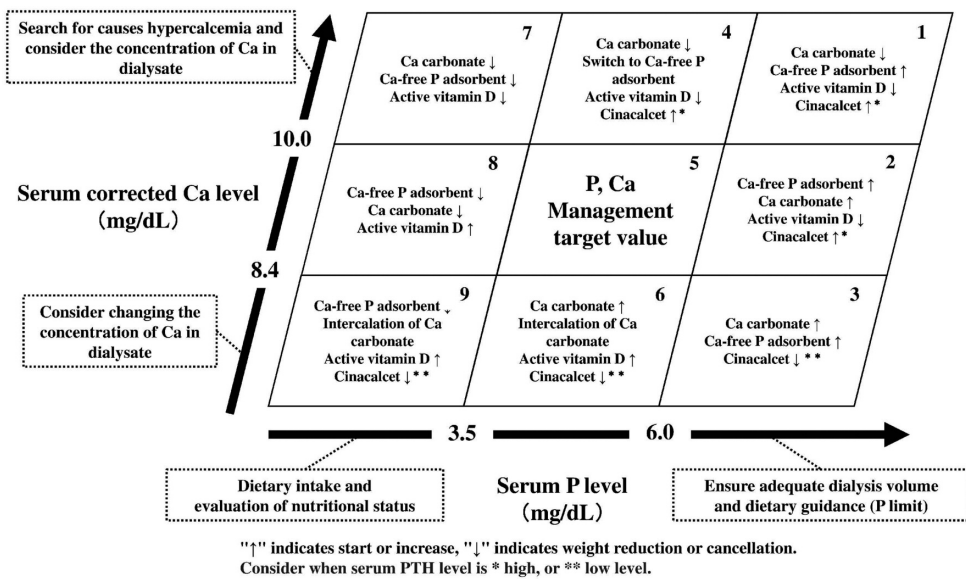 Search for causes hypercalcemia and
consider the concentration of Ca in
dialysate
7
Ca carbonate ↓
Ca-free P adsorbent ↓
Active vitamin D ↓
4
Ca carbonate ↓
Switch to Ca-free P
adsorbent
Active vitamin D ↓
Cinacalcet ↑*
1
Ca carbonate ↓
Ca-free P adsorbent ↑
Active vitamin D ↓
Cinacalcet ↑*
10.0
Serum corrected Ca level
(mg/dL)
8
Ca-free P adsorbent ↓
Ca carbonate ↓
Active vitamin D ↑
5
P, Ca
Management
target value
2
Ca-free P adsorbent ↑
Ca carbonate ↑
Active vitamin D ↓
Cinacalcet ↑*
8.4
Consider changing the
concentration of Ca in
dialysate
9
Ca-free P adsorbent ↓
Intercalation of Ca
carbonate
Active vitamin D ↑
Cinacalcet ↓**
6
Ca carbonate ↑
Intercalation of Ca
carbonate
Active vitamin D ↑
Cinacalcet ↓**
3
Ca carbonate ↑
Ca-free P adsorbent ↑
Cinacalcet ↓**
3.5
6.0
Dietary intake and
evaluation of nutritional status
Serum P level
(mg/dL)
Ensure adequate dialysis volume
and dietary guidance (P limit)
"↑" indicates start or increase, "↓" indicates weight reduction or cancellation.
Consider when serum PTH level is * high, or ** low level.